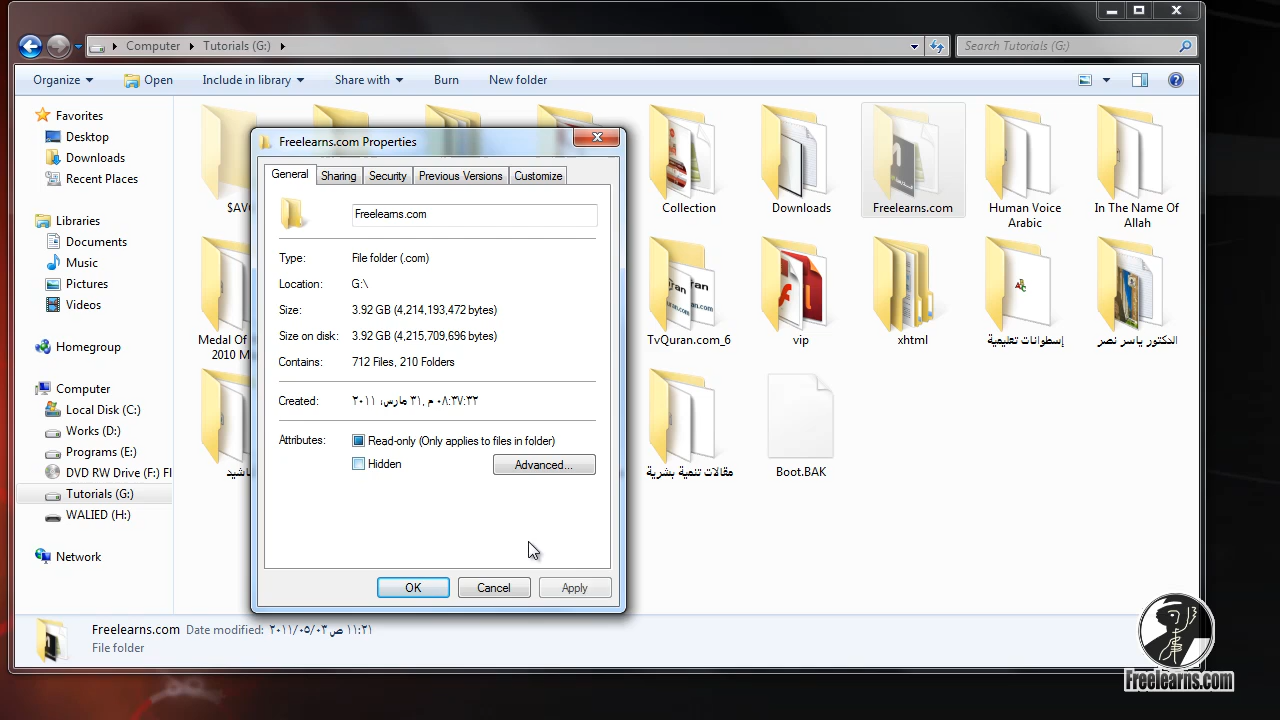 Computer
Tutorials (G:)
Search Tutorials (G:)
Organize
Open
Include in library
Share with
Burn
New folder
Favorites
Desktop
Downloads
Recent Places
Libraries
Documents
Music
Pictures
Videos
Homegroup
Computer
Local Disk (C:)
Works (D:)
Programs (E:)
DVD RW Drive (F:) Fl
Tutorials (G:)
WALIED (H:)
Network
$AV
Collection
Downloads
Freelearns.com
Human Voice
Arabic
In The Name Of
Allah
Medal Of
2010 M
TvQuran.com_6
vip
xhtml
إسطوانات تعليمية
الدكتور ياسر نصر
مقالات تنمية بشرية
Boot.BAK
Freelearns.com Properties
General
Sharing
Security
Previous Versions
Customize
Freelearns.com
Type:
File folder (.com)
Location:
G:\
Size:
3.92 GB (4,214,193,472 bytes)
Size on disk:
3.92 GB (4,215,709,696 bytes)
Contains:
712 Files, 210 Folders
Created:
٣١ مارس، ٢٠١١, ٠٨:٣٧:٣٣ م
Attributes:
Read-only (Only applies to files in folder)
Hidden
Advanced...
OK
Cancel
Apply
Freelearns.com
Date modified: ٢٠١١/٠٥/٠٣ ١١:٢١ ص
File folder
Freelearns.com